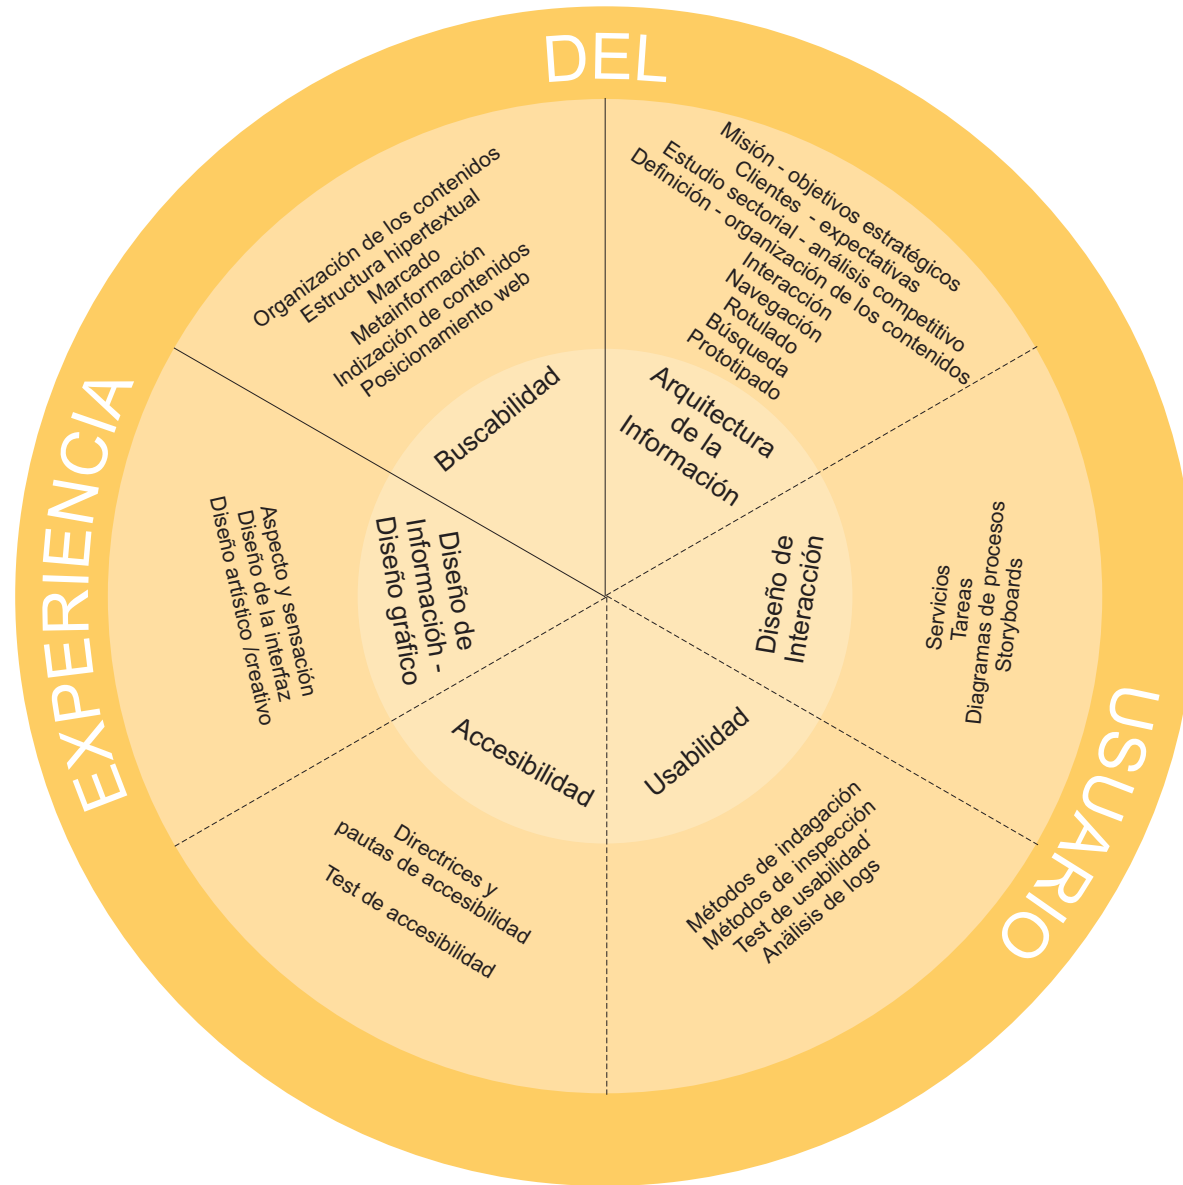 EXPERIENCIA
DEL
USUARIO
Organización de los contenidos
Estructura hipertextual
Marcado
Metainformación
Indización de contenidos
Posicionamiento web
Buscabilidad
Misión - objetivos estratégicos
Clientes - expectativas
Estudio sectorial - análisis competitivo
Definición - organización de los contenidos
Interacción
Navegación
Rotulado
Búsqueda
Prototipado
Arquitectura
de la
Información
Diseño de
Interacción
Servicios
Tareas
Diagramas de procesos
Storyboards
Usabilidad
Métodos de indagación
Métodos de inspección
Test de usabilidad´
Anälisis de logs
Accesibilidad
Directrices y
pautas de accesibilidad
Test de accesibilidad
Diseño de
Informacióh -
Diseño gráfico
Aspecto y sensación
Diseño de la interfaz
Diseño artístico /creativo